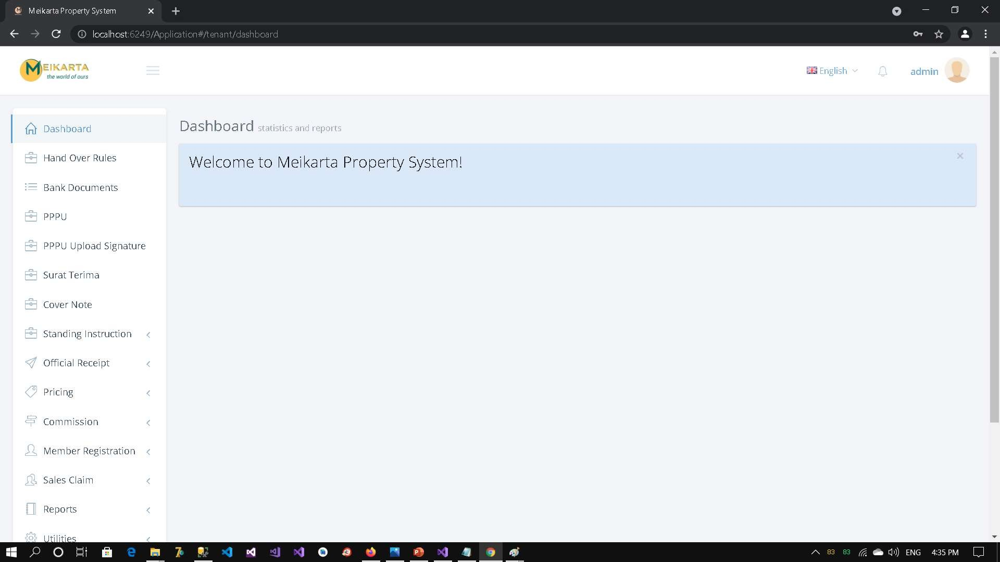 Meikarta Property System
localhost:6249/Application#/tenant/dashboard
MEIKARTA
the world of ours
English
admin
Dashboard
Dashboard statistics and reports
Welcome to Meikarta Property System!
Hand Over Rules
Bank Documents
PPPU
PPPU Upload Signature
Surat Terima
Cover Note
Standing Instruction
Official Receipt
Pricing
Commission
Member Registration
Sales Claim
Reports
Utilities
83
83
ENG
4:35 PM